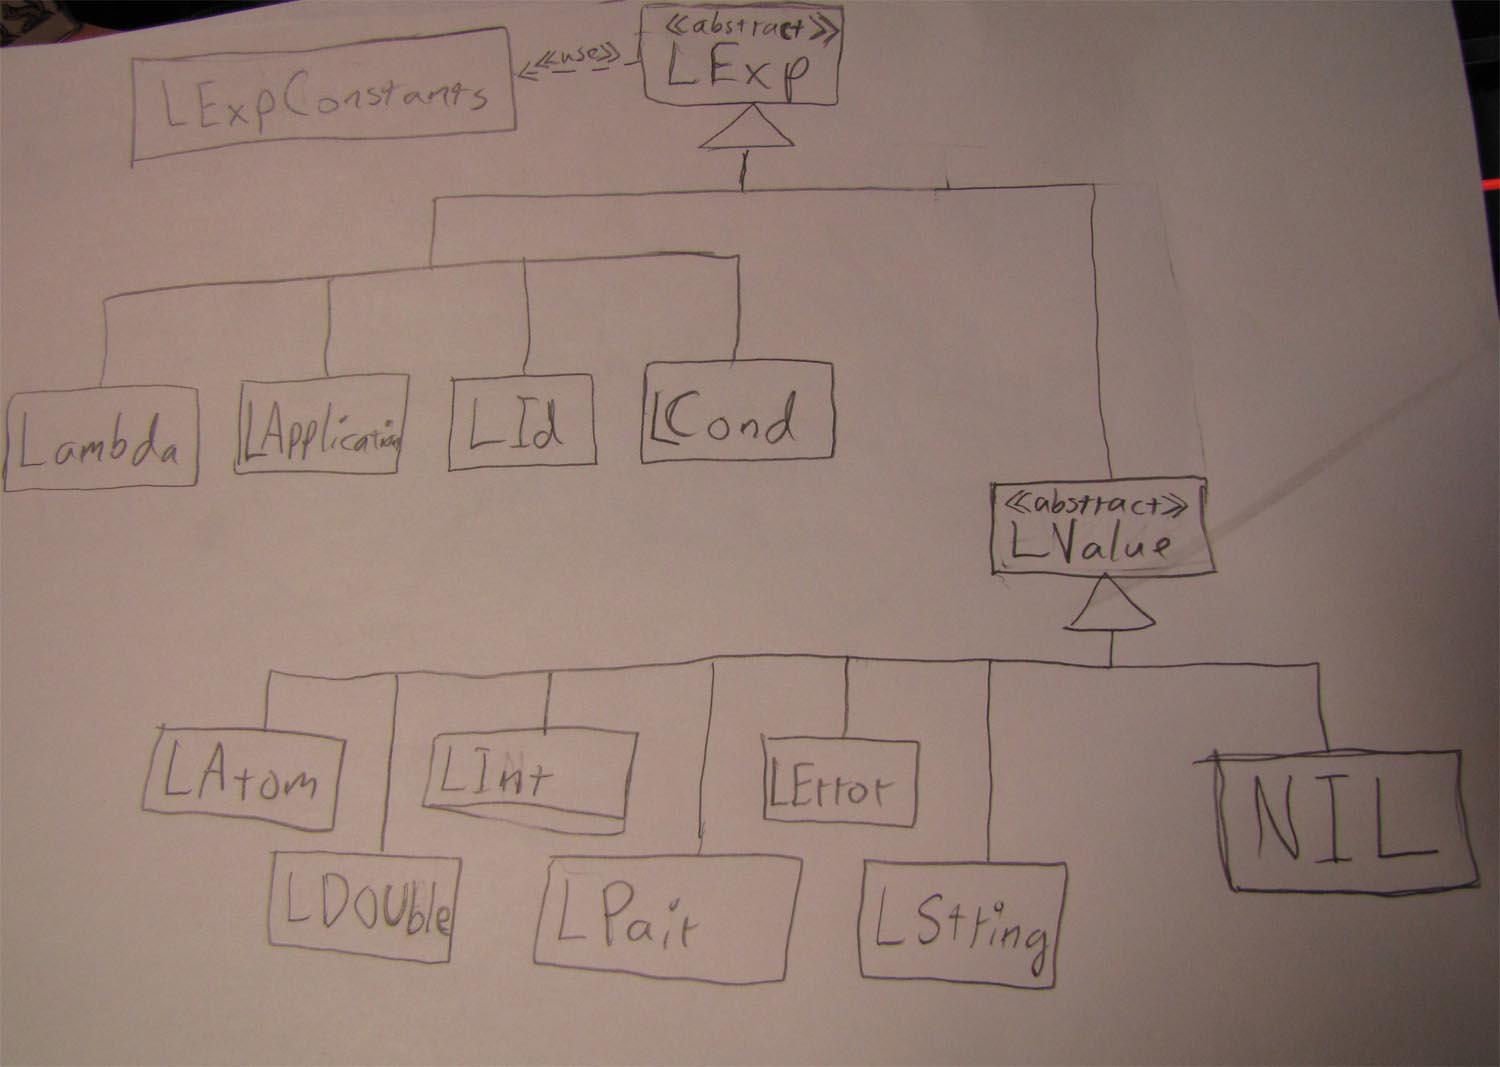 <<abstract>>
LExp
<<use>>
LExpConstants
Lambda
LApplication
LId
LCond
<<abstract>>
LValue
LAtom
LInt
LError
NIL
LDOUble
LPair
LString